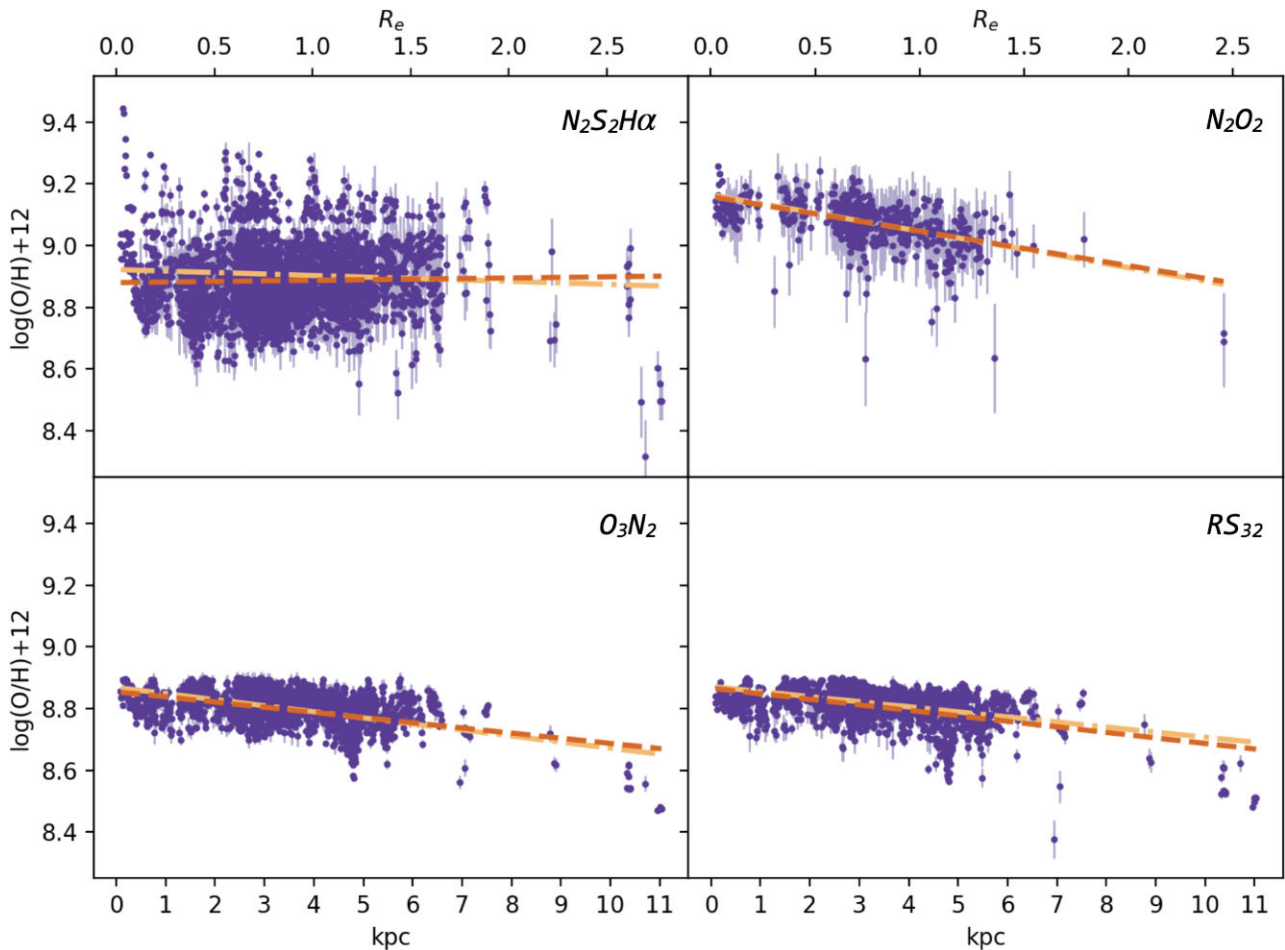 R_e R_e
0.0 0.5 1.0 1.5 2.0 2.5 0.0 0.5 1.0 1.5 2.0 2.5
N₂S₂Hα N₂O₂
9.4
9.2
9.0
8.8
8.6
8.4
log(O/H)+12
O₃N₂ RS₃₂
9.4
9.2
9.0
8.8
8.6
8.4
log(O/H)+12
0 1 2 3 4 5 6 7 8 9 10 11 0 1 2 3 4 5 6 7 8 9 10 11
kpc kpc